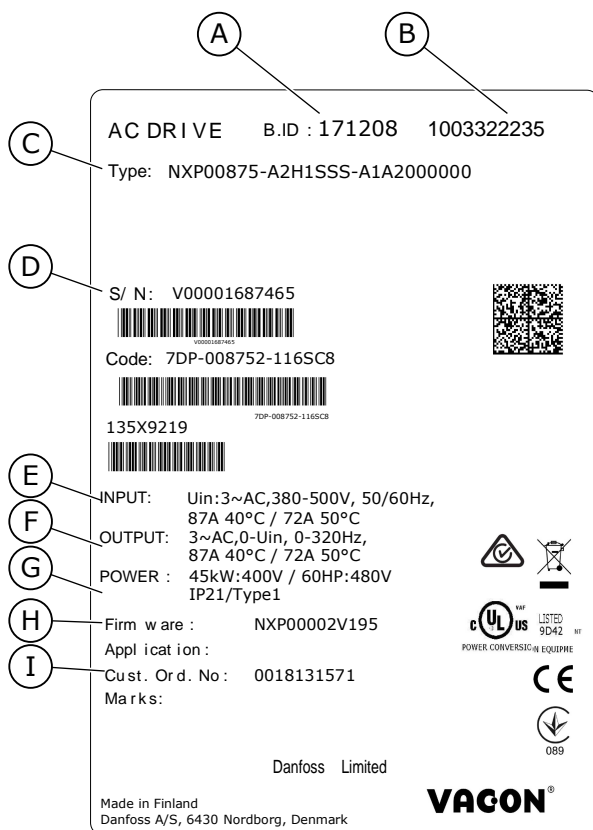 A
B
AC DRIVE B.ID : 171208 1003322235
C
Type: NXP00875-A2H1SSS-A1A2000000
D
S/ N: V00001687465
V00001687465
Code: 7DP-008752-116SC8
7DP-008752-116SC8
135X9219
E
INPUT: Uin:3~AC,380-500V, 50/60Hz,
87A 40°C / 72A 50°C
F
OUTPUT: 3~AC,0-Uin, 0-320Hz,
87A 40°C / 72A 50°C
G
POWER : 45kW:400V / 60HP:480V
IP21/Type1
H
Firm w are : NXP00002V195
Appl icat ion :
I
Cust. Ord. No : 0018131571
Marks:
c UL us VAF LISTED
9D42 NT
POWER CONVERSION EQUIPME
CE
089
Danfoss Limited
Made in Finland
Danfoss A/S, 6430 Nordborg, Denmark
VACON®